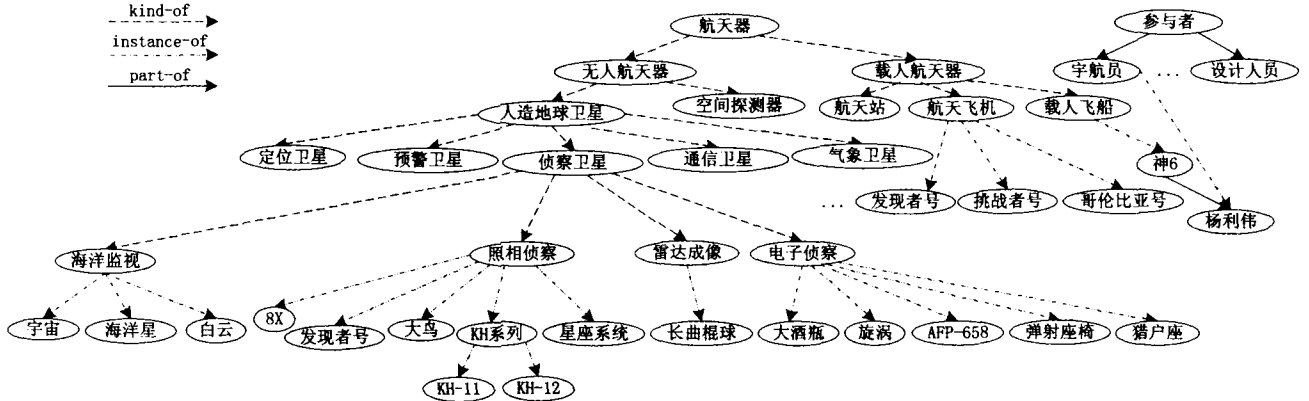 kind-of
instance-of
part-of
航天器
参与者
无人航天器
载人航天器
宇航员
...
设计人员
人造地球卫星
空间探测器
航天站
航天飞机
载人飞船
定位卫星
预警卫星
侦察卫星
通信卫星
气象卫星
神6
...
发现者号
挑战者号
哥伦比亚号
杨利伟
海洋监视
照相侦察
雷达成像
电子侦察
宇宙
海洋星
白云
8X
发现者号
大鸟
KH系列
星座系统
长曲棍球
大酒瓶
旋涡
AFP-658
弹射座椅
猎户座
KH-11
KH-12